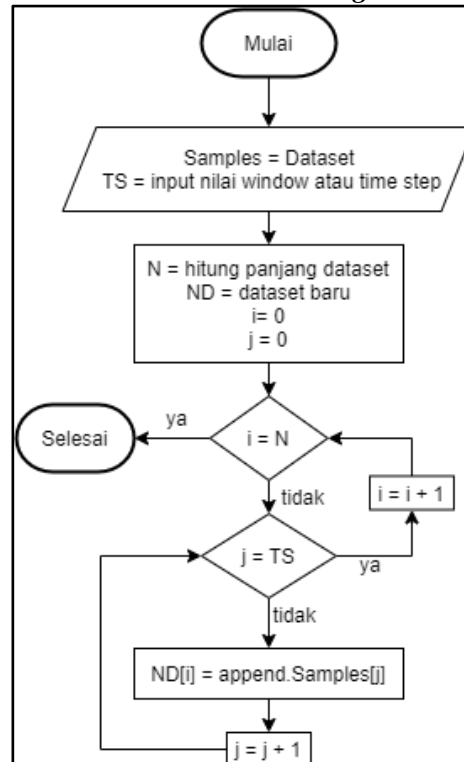 Mulai
Samples = Dataset
TS = input nilai window atau time step
N = hitung panjang dataset
ND = dataset baru
i= 0
j = 0
i = N
ya
Selesai
tidak
i = i + 1
j = TS
ya
tidak
ND[i] = append.Samples[j]
j = j + 1